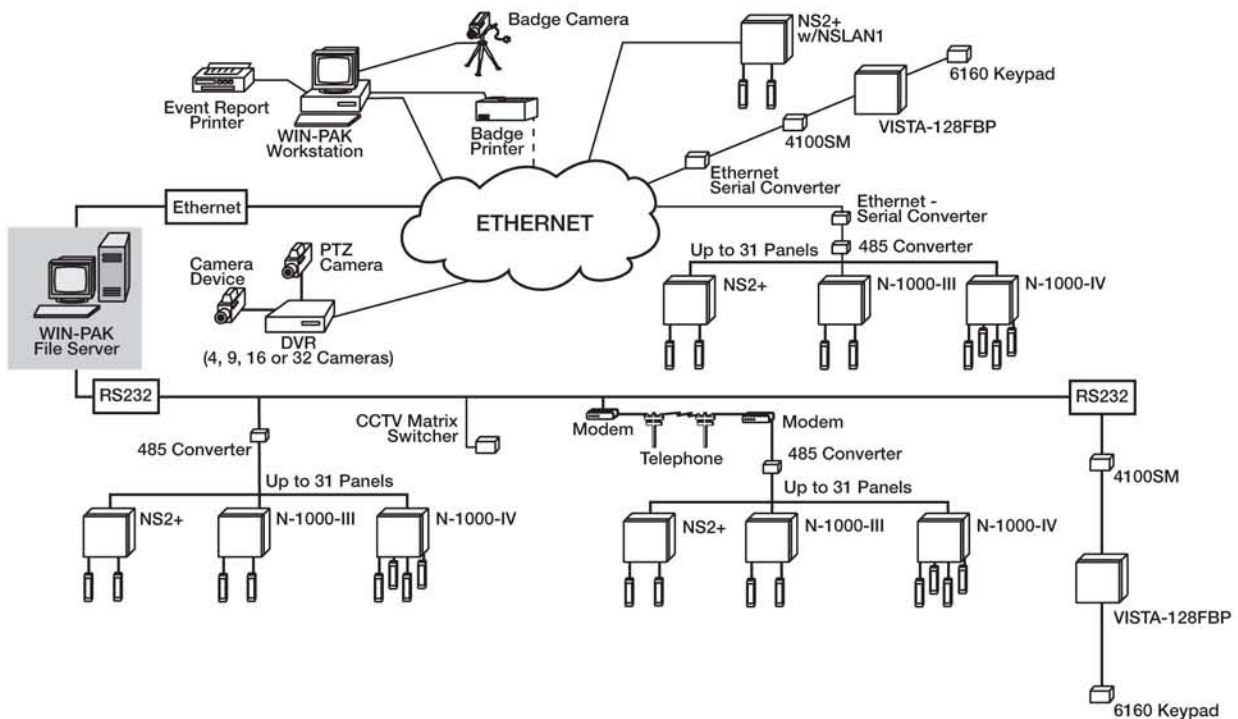 Badge Camera
NS2+
w/NSLAN1
6160 Keypad
Event Report
Printer
WIN-PAK
Workstation
Badge
Printer
VISTA-128FBP
4100SM
Ethernet
Serial Converter
Ethernet
ETHERNET
Ethernet -
Serial Converter
485 Converter
Up to 31 Panels
PTZ
Camera
Camera
Device
NS2+
N-1000-III
N-1000-IV
WIN-PAK
File Server
DVR
(4, 9, 16 or 32 Cameras)
RS232
RS232
CCTV Matrix
Switcher
Modem
Modem
Telephone
485 Converter
485 Converter
4100SM
Up to 31 Panels
Up to 31 Panels
NS2+
N-1000-III
N-1000-IV
NS2+
N-1000-III
N-1000-IV
VISTA-128FBP
6160 Keypad